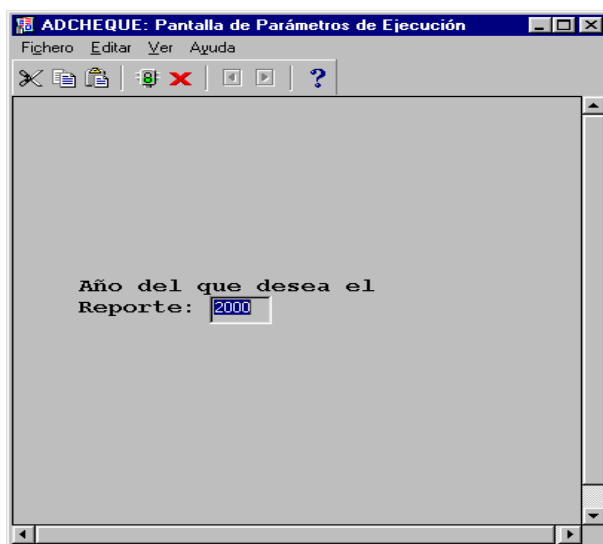 ADCHEQUE: Pantalla de Parámetros de Ejecución
Fichero Editar Ver Ayuda
?
Año del que desea el
Reporte: 2000